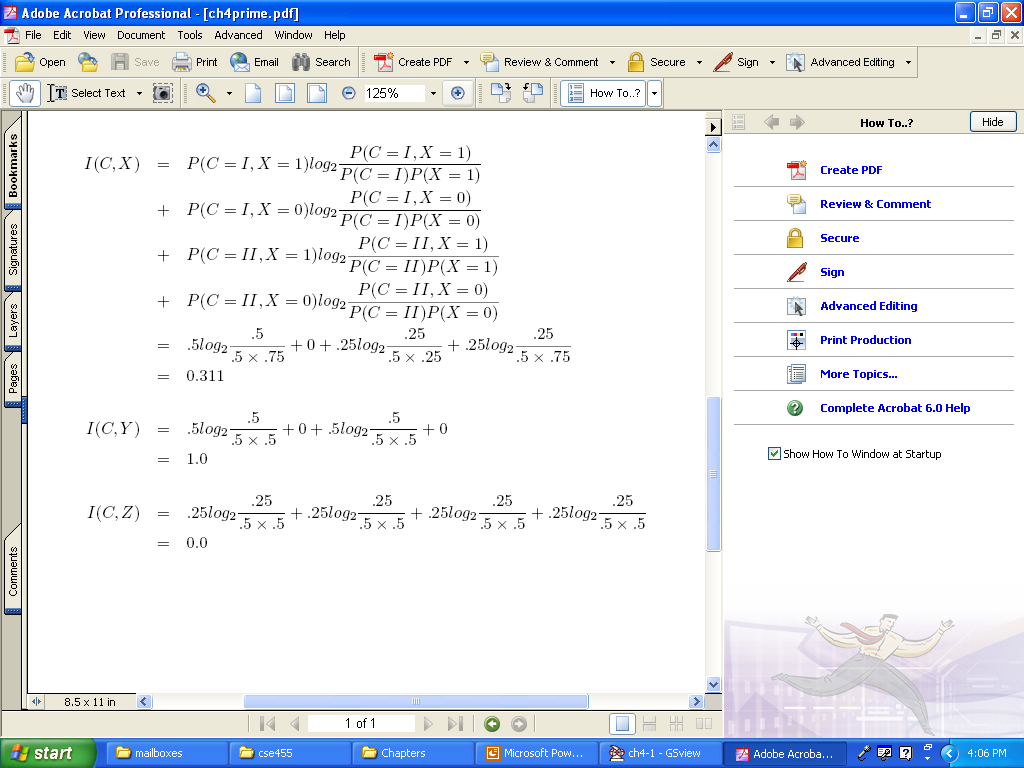 Adobe Acrobat Professional - [ch4prime.pdf]
File Edit View Document Tools Advanced Window Help
Open Save Print Email Search Create PDF Review & Comment Secure Sign Advanced Editing
Select Text 125% How To..?
How To..? Hide
Bookmarks
Signatures
Layers
Pages
Comments
I(C,X) = P(C = I, X = 1)log₂ P(C = I, X = 1) / P(C = I)P(X = 1)
+ P(C = I, X = 0)log₂ P(C = I, X = 0) / P(C = I)P(X = 0)
+ P(C = II, X = 1)log₂ P(C = II, X = 1) / P(C = II)P(X = 1)
+ P(C = II, X = 0)log₂ P(C = II, X = 0) / P(C = II)P(X = 0)
= .5log₂ .5 / .5 × .75 + 0 + .25log₂ .25 / .5 × .25 + .25log₂ .25 / .5 × .75
= 0.311
I(C,Y) = .5log₂ .5 / .5 × .5 + 0 + .5log₂ .5 / .5 × .5 + 0
= 1.0
I(C,Z) = .25log₂ .25 / .5 × .5 + .25log₂ .25 / .5 × .5 + .25log₂ .25 / .5 × .5 + .25log₂ .25 / .5 × .5
= 0.0
Create PDF
Review & Comment
Secure
Sign
Advanced Editing
Print Production
More Topics...
Complete Acrobat 6.0 Help
Show How To Window at Startup
8.5 x 11 in
1 of 1
start mailboxes cse455 Chapters Microsoft Pow... ch4-1 - GSview Adobe Acroba... 4:06 PM